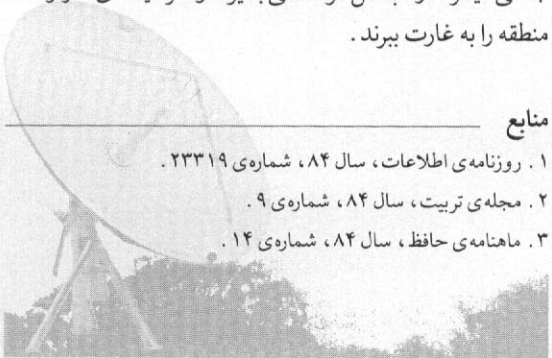 منطقه را به غارت ببرند.
منابع
۱. روزنامه‌ی اطلاعات، سال ۸۴، شماره‌ی ۲۳۳۱۹.
۲. مجله‌ی تربیت، سال ۸۴، شماره‌ی ۹.
۳. ماهنامه‌ی حافظ، سال ۸۴، شماره‌ی ۱۴.